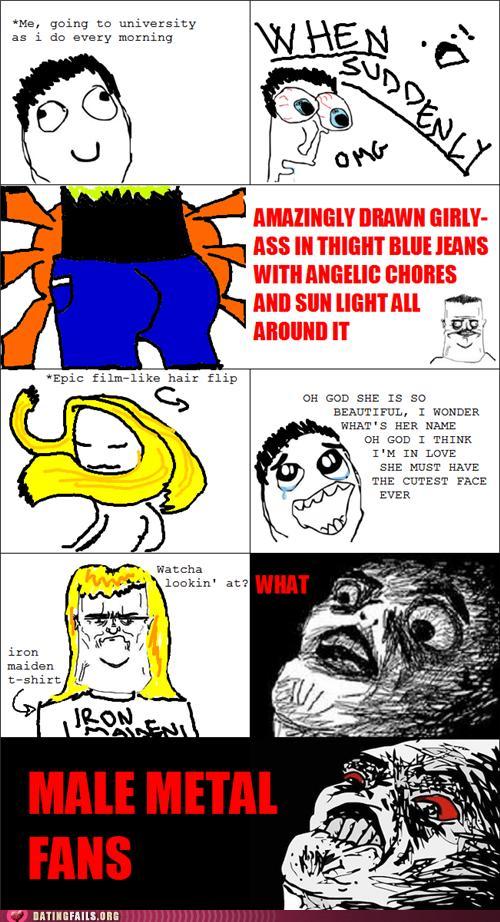 *Me, going to university
as i do every morning
WHEN
SUDDENLY
OMG
AMAZINGLY DRAWN GIRLY-
ASS IN THIGHT BLUE JEANS
WITH ANGELIC CHORES
AND SUN LIGHT ALL
AROUND IT
*Epic film-like hair flip
OH GOD SHE IS SO
BEAUTIFUL, I WONDER
WHAT'S HER NAME
OH GOD I THINK
I'M IN LOVE
SHE MUST HAVE
THE CUTEST FACE
EVER
Watcha
lookin' at?
iron
maiden
t-shirt
IRON
MAIDEN
WHAT
MALE METAL
FANS
DATINGFAILS.ORG